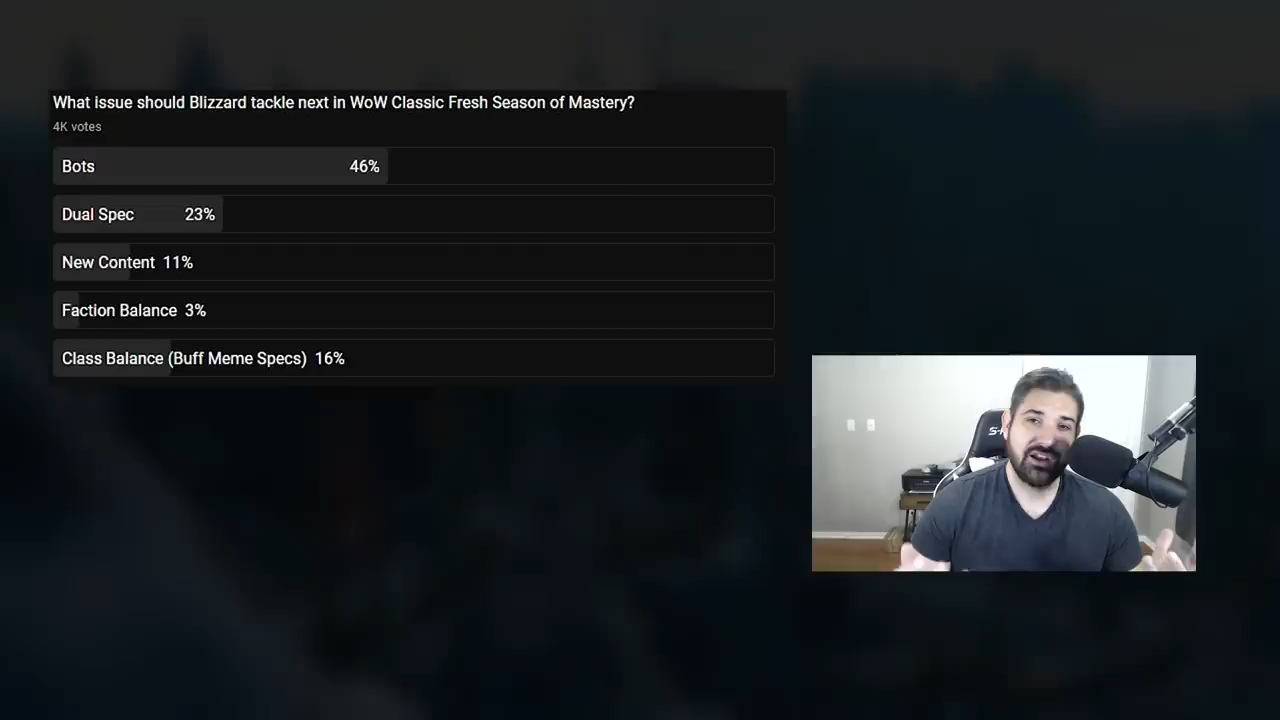 What issue should Blizzard tackle next in WoW Classic Fresh Season of Mastery?
4K votes
Bots 46%
Dual Spec 23%
New Content 11%
Faction Balance 3%
Class Balance (Buff Meme Specs) 16%